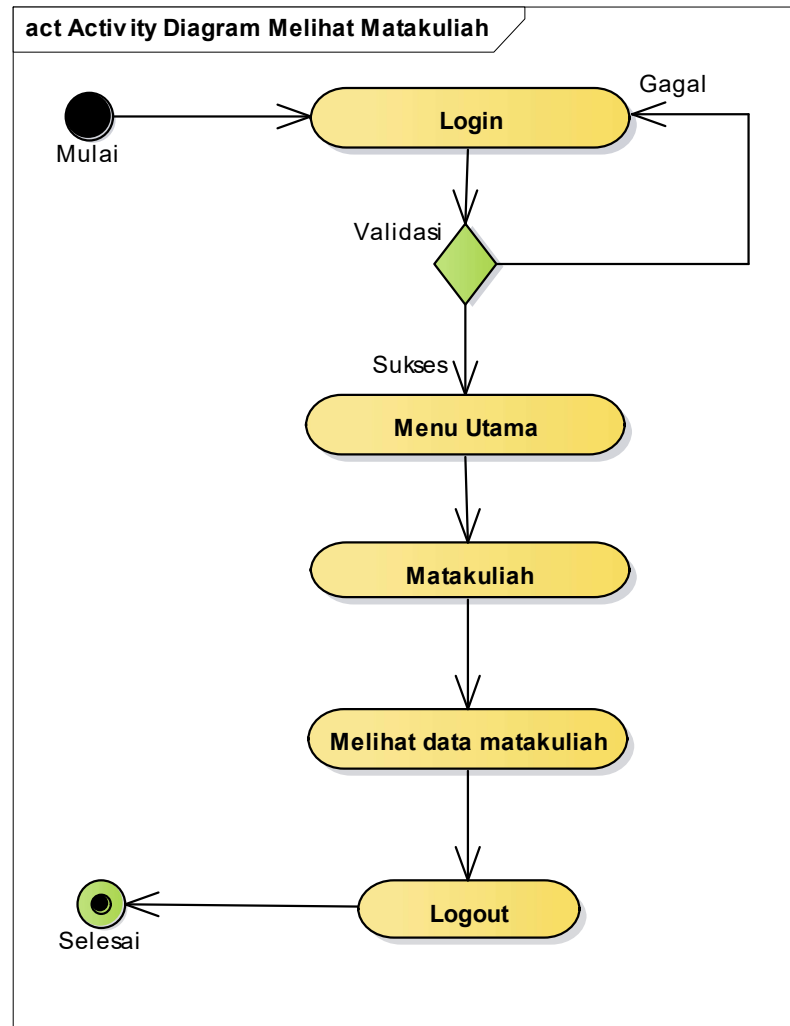 act Activity Diagram Melihat Matakuliah
Gagal
Login
Mulai
Validasi
Sukses
Menu Utama
Matakuliah
Melihat data matakuliah
Logout
Selesai